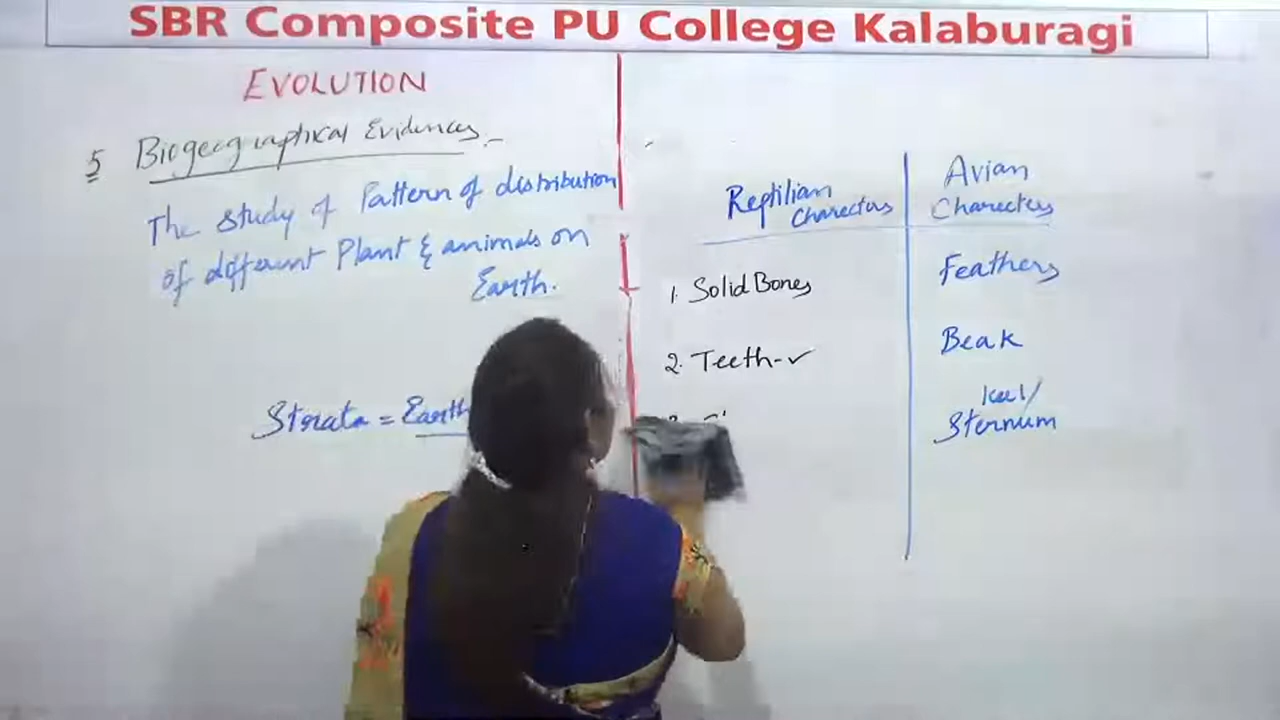 SBR Composite PU College Kalaburagi
EVOLUTION
5 Biogeographical Evidences
The study of Pattern of distribution
of different Plant & animals on
Earth.
Strata = Earth
Reptilian
Charectars
1. Solid Bones
2. Teeth- ✓
Avian
Charecters
Feathers
Beak
keel/
Sternum